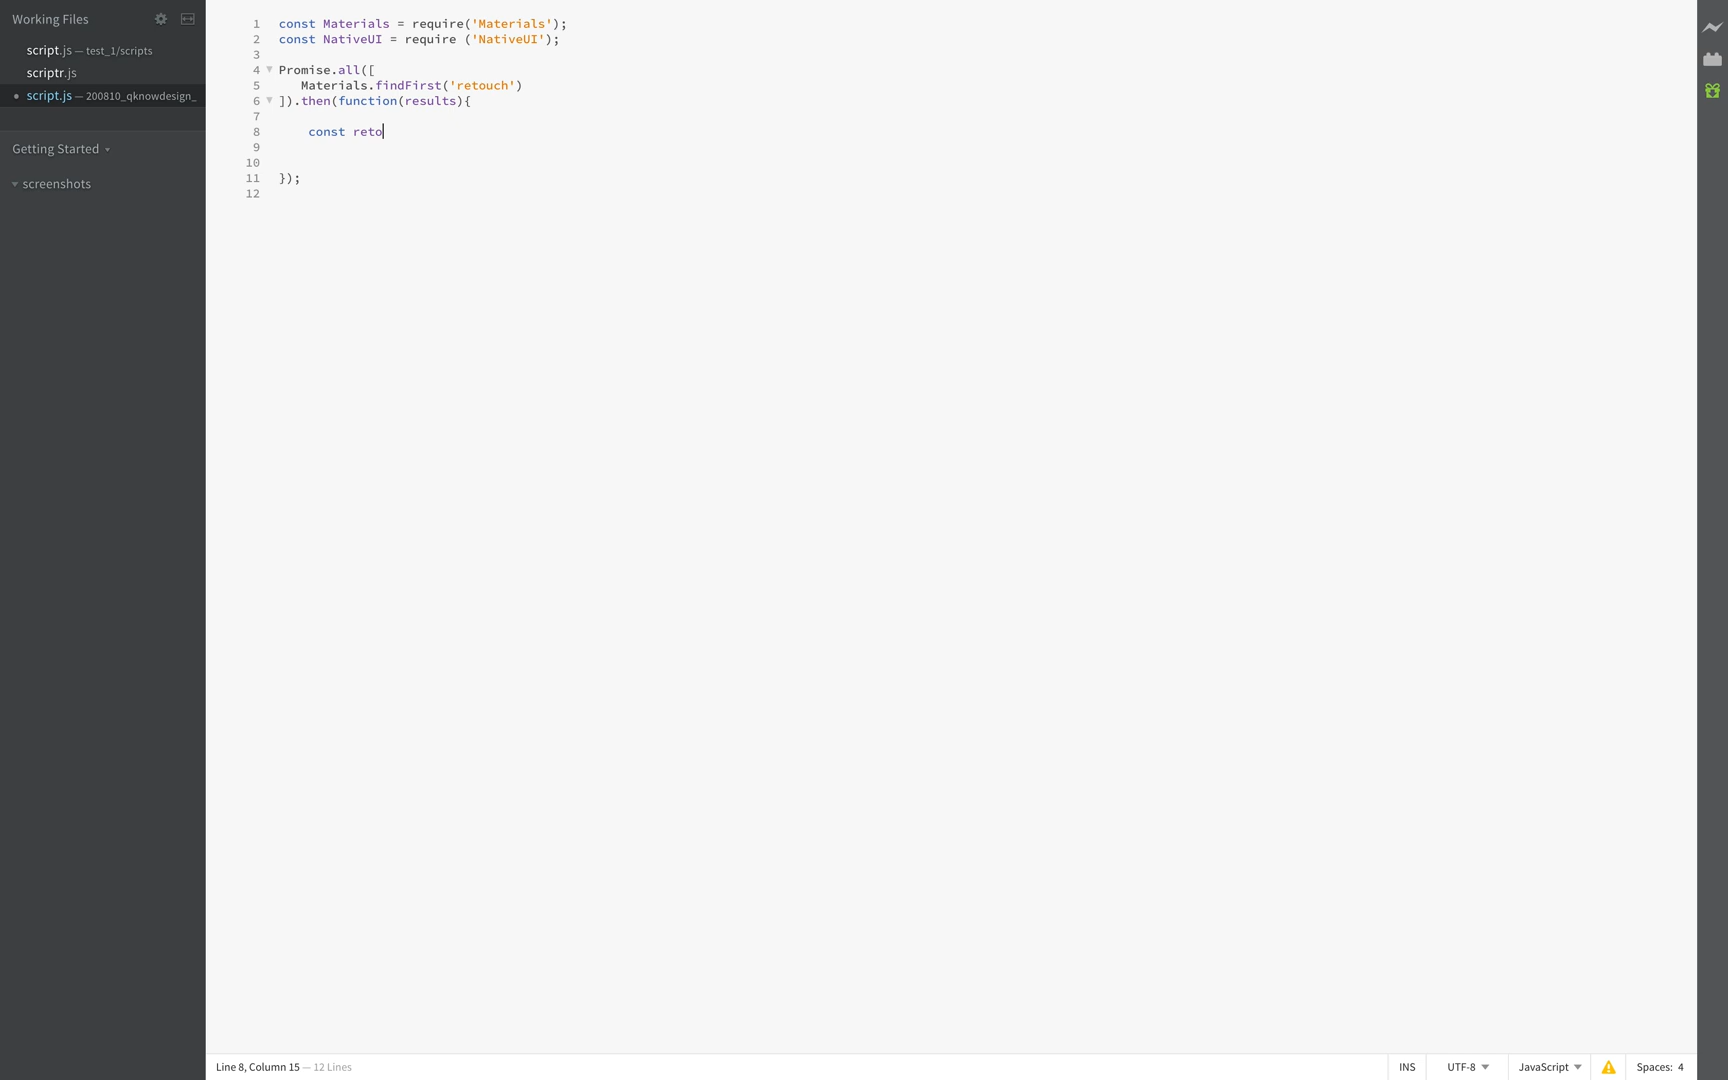 Working Files
script.js — test_1/scripts
scriptr.js
• script.js — 200810_qknowdesign_
Getting Started
screenshots
1 const Materials = require('Materials');
2 const NativeUI = require ('NativeUI');
3
4 Promise.all([
5 Materials.findFirst('retouch')
6 ]).then(function(results){
7
8 const reto
9
10
11 });
12
Line 8, Column 15 — 12 Lines
INS
UTF-8
JavaScript
Spaces: 4